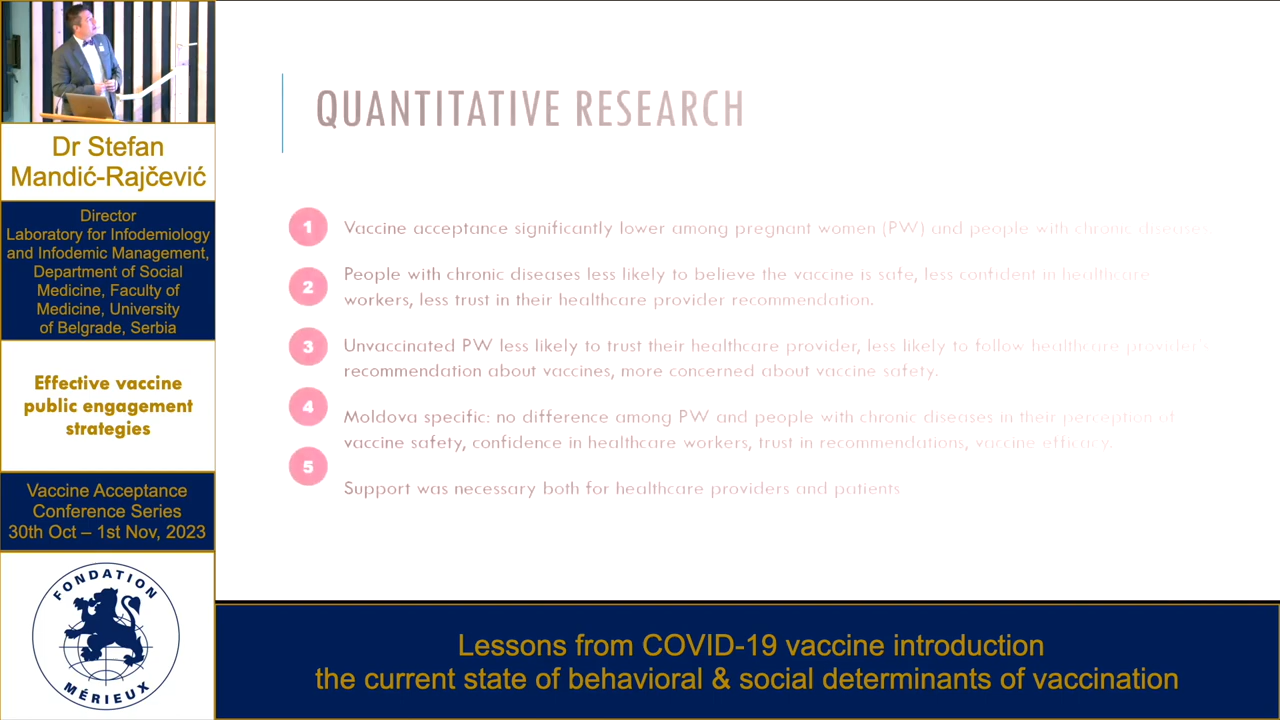 Dr Stefan
Mandić-Rajčević
Director
Laboratory for Infodemiology
and Infodemic Management,
Department of Social
Medicine, Faculty of
Medicine, University
of Belgrade, Serbia
Effective vaccine
public engagement
strategies
Vaccine Acceptance
Conference Series
30th Oct – 1st Nov, 2023
FONDATION
MÉRIEUX
QUANTITATIVE RESEARCH
1 Vaccine acceptance significantly lower among pregnant women (PW) and people with chronic diseases
2 People with chronic diseases less likely to believe the vaccine is safe, less confident in healthcare
workers, less trust in their healthcare provider recommendation.
3 Unvaccinated PW less likely to trust their healthcare provider, less likely to follow healthcare provider's
recommendation about vaccines, more concerned about vaccine safety.
4 Moldova specific: no difference among PW and people with chronic diseases in their perception of
vaccine safety, confidence in healthcare workers, trust in recommendations, vaccine efficacy.
5 Support was necessary both for healthcare providers and patients
Lessons from COVID-19 vaccine introduction
the current state of behavioral & social determinants of vaccination